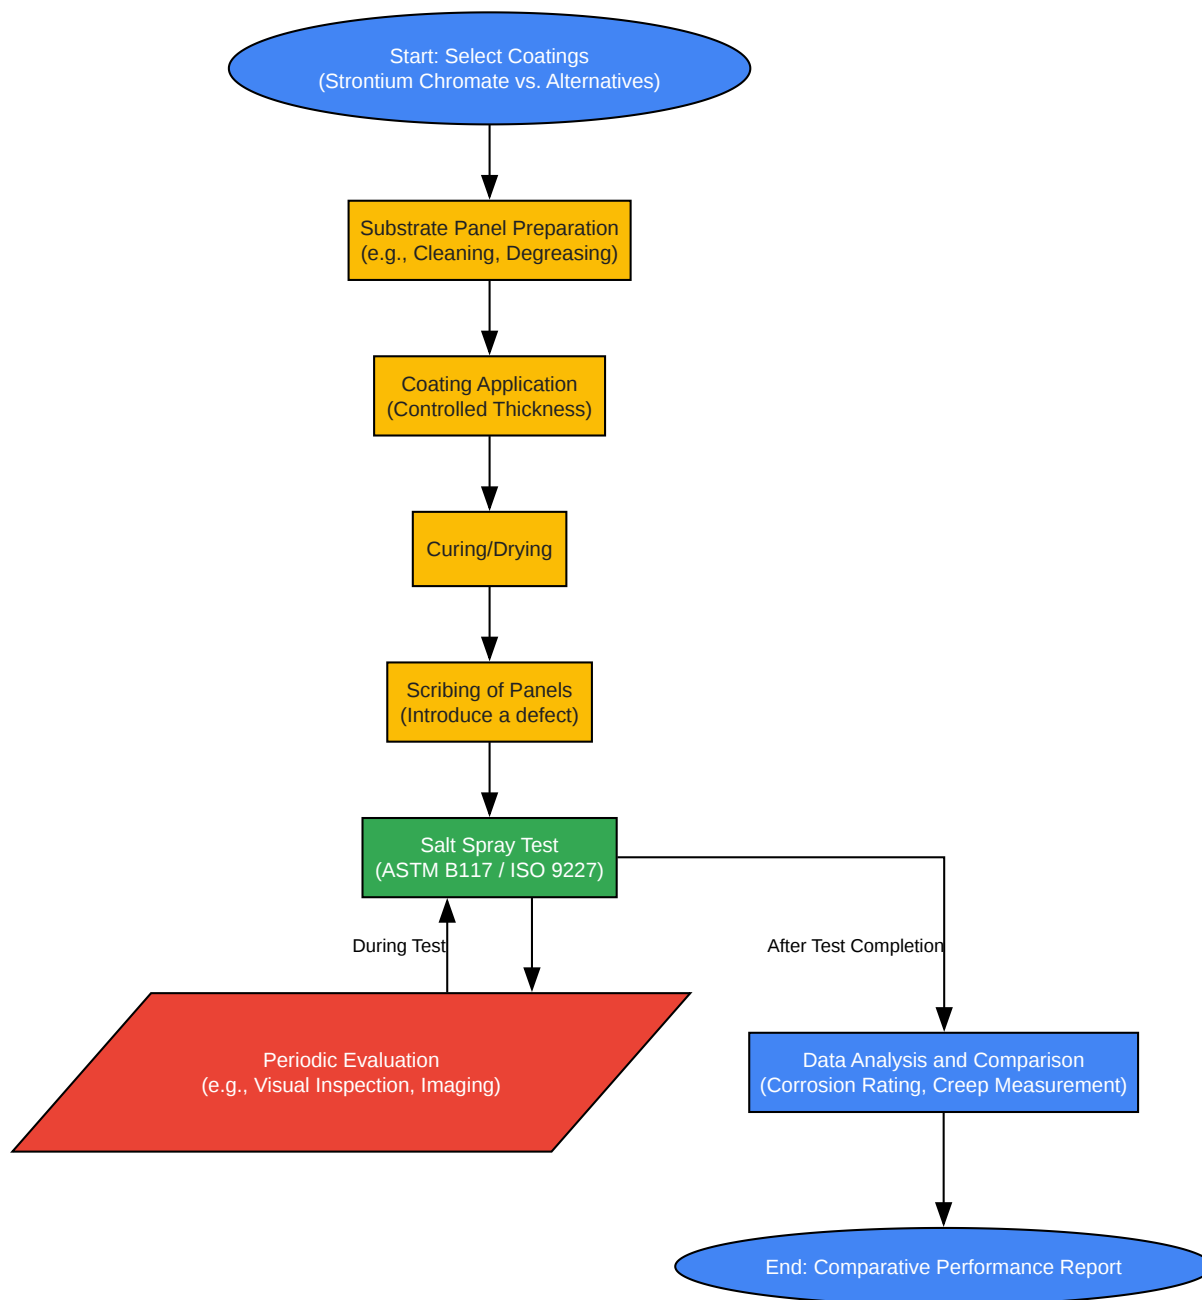 Start: Select Coatings
(Strontium Chromate vs. Alternatives)
Substrate Panel Preparation
(e.g., Cleaning, Degreasing)
Coating Application
(Controlled Thickness)
Curing/Drying
Scribing of Panels
(Introduce a defect)
Salt Spray Test
(ASTM B117 / ISO 9227)
During Test
After Test Completion
Periodic Evaluation
(e.g., Visual Inspection, Imaging)
Data Analysis and Comparison
(Corrosion Rating, Creep Measurement)
End: Comparative Performance Report